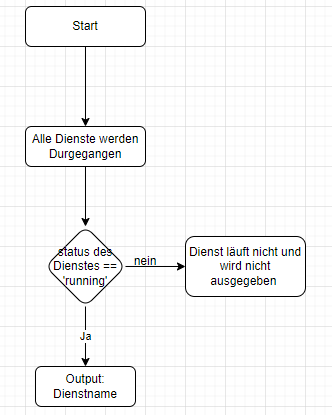 Start
Alle Dienste werden
Durgegangen
status des
Dienstes ==
'running'
nein
Dienst läuft nicht und
wird nicht
ausgegeben
Ja
Output:
Dienstname